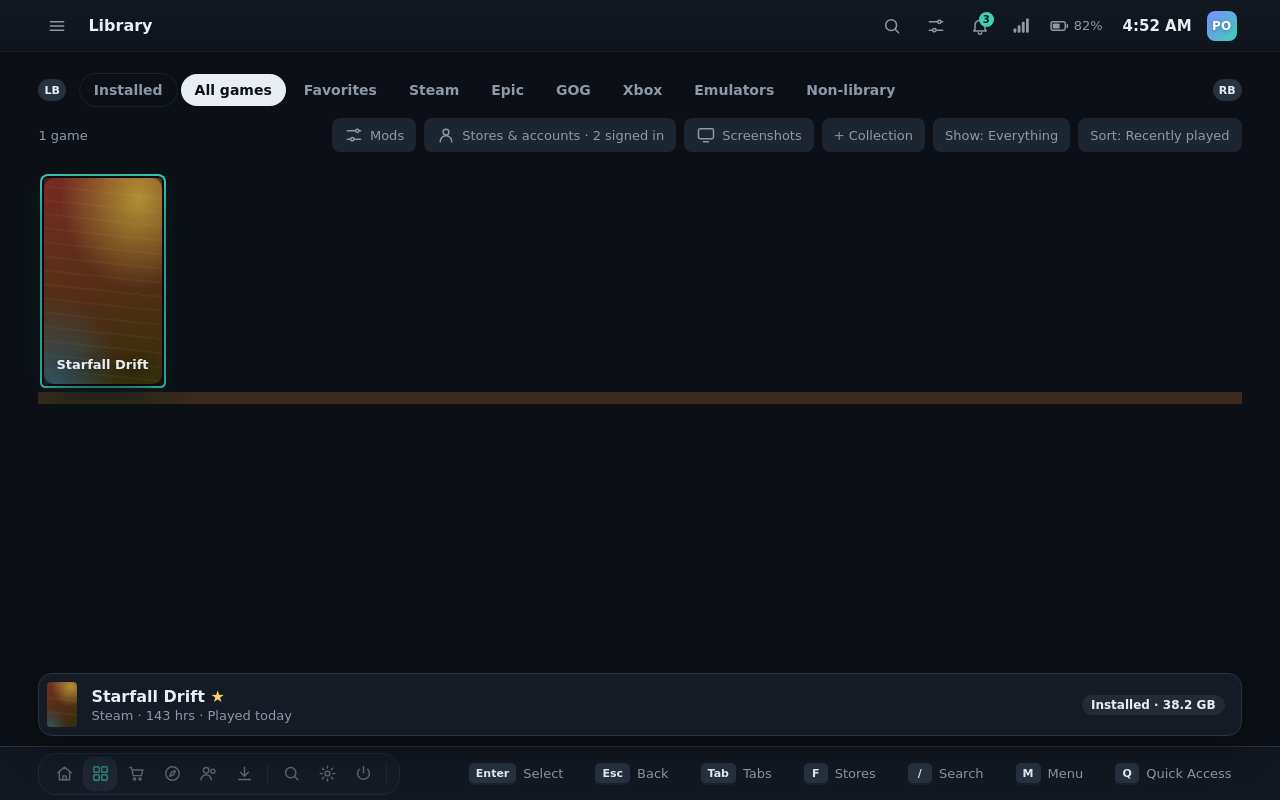 Library
3
82%
4:52 AM
PO
LB
Installed
All games
Favorites
Steam
Epic
GOG
Xbox
Emulators
Non-library
RB
1 game
Mods
Stores & accounts · 2 signed in
Screenshots
+ Collection
Show: Everything
Sort: Recently played
Starfall Drift
Starfall Drift ★
Steam · 143 hrs · Played today
Installed · 38.2 GB
Enter Select
Esc Back
Tab Tabs
F Stores
/ Search
M Menu
Q Quick Access